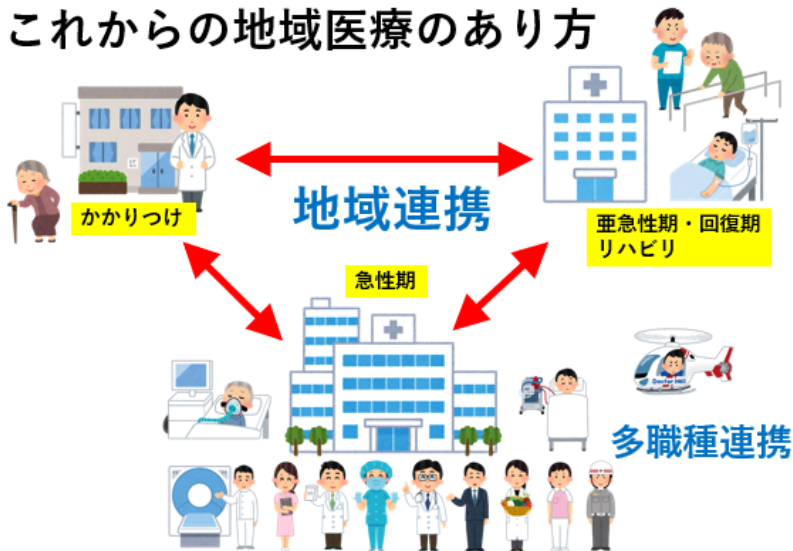 これからの地域医療のあり方
かかりつけ
地域連携
亜急性期・回復期
リハビリ
急性期
多職種連携